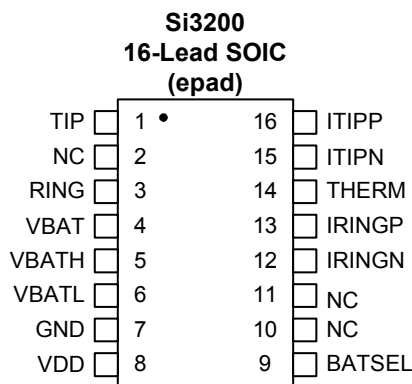 Si3200
16-Lead SOIC
(epad)
TIP 1 16 ITIPP
NC 2 15 ITIPN
RING 3 14 THERM
VBAT 4 13 IRINGP
VBATH 5 12 IRINGN
VBATL 6 11 NC
GND 7 10 NC
VDD 8 9 BATSEL